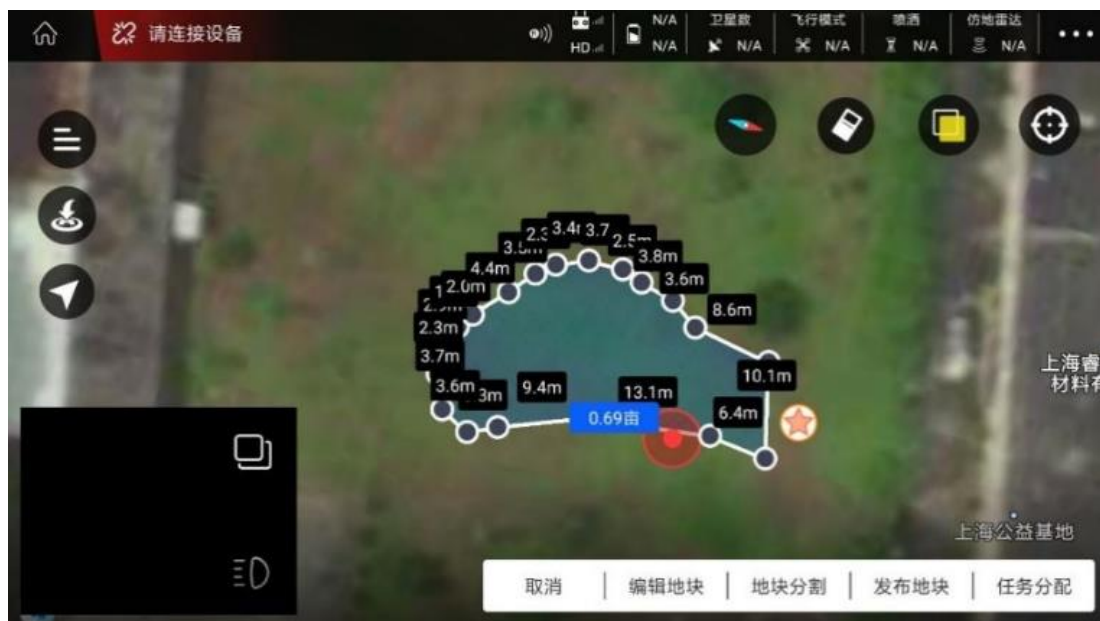 请连接设备
HD
N/A
N/A
卫星数
N/A
飞行模式
N/A
喷洒
N/A
仿地雷达
N/A
3.4
3.7
3.8m
4.4m
3.6m
2.0m
8.6m
2.3m
3.7m
10.1m
3.6m
9.4m
13.1m
6.4m
0.69亩
上海睿
材料有
上海公益基地
取消
编辑地块
地块分割
发布地块
任务分配